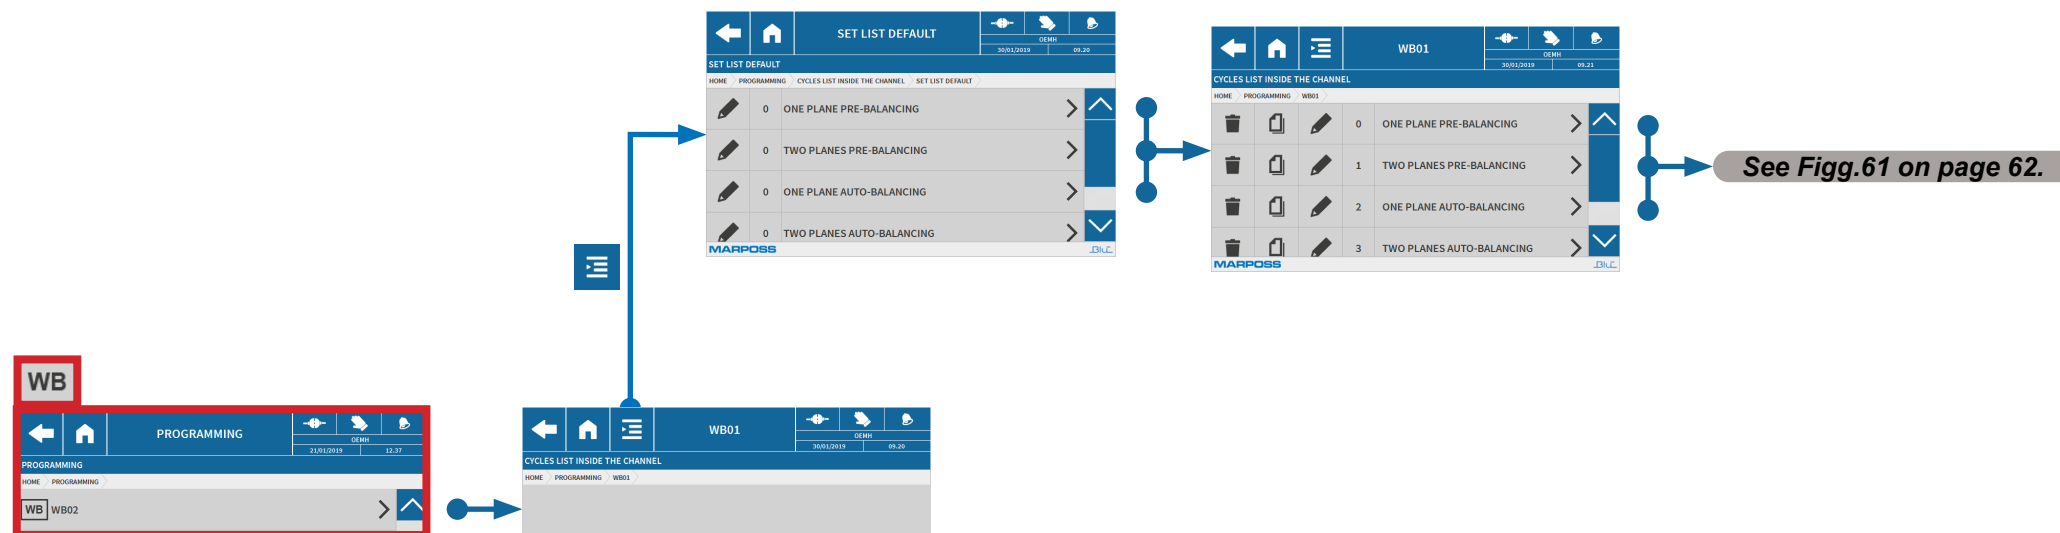 SET LIST DEFAULT
OEMH
30/01/2019 09.20
SET LIST DEFAULT
HOME PROGRAMMING CYCLES LIST INSIDE THE CHANNEL SET LIST DEFAULT
0 ONE PLANE PRE-BALANCING
0 TWO PLANES PRE-BALANCING
0 ONE PLANE AUTO-BALANCING
0 TWO PLANES AUTO-BALANCING
MARPOSS BLÚ
WB01
OEMH
30/01/2019 09.21
CYCLES LIST INSIDE THE CHANNEL
HOME PROGRAMMING WB01
0 ONE PLANE PRE-BALANCING
1 TWO PLANES PRE-BALANCING
2 ONE PLANE AUTO-BALANCING
3 TWO PLANES AUTO-BALANCING
MARPOSS BLÚ
See Figg.61 on page 62.
WB
PROGRAMMING
OEMH
21/01/2019 12.37
PROGRAMMING
HOME PROGRAMMING
WB WB02
WB01
OEMH
30/01/2019 09.20
CYCLES LIST INSIDE THE CHANNEL
HOME PROGRAMMING WB01